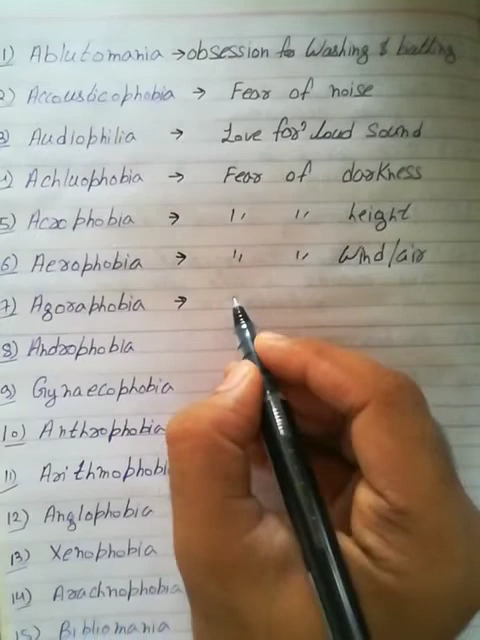 1) Ablutomania → obsession to Washing & bathing
2) Accousticophobia → Fear of noise
3) Audiophilia → Love for loud Sound
4) Achluophobia → Fear of darkness
5) Acrophobia → 〃 〃 height
6) Aerophobia → 〃 〃 Wind/air
7) Agoraphobia →
8) Androphobia
9) Gynaecophobia
10) Anthrophobia
11) Arithmophobi
12) Anglophobia
13) Xenophobia
14) Arachnophobia
15) Bibliomania